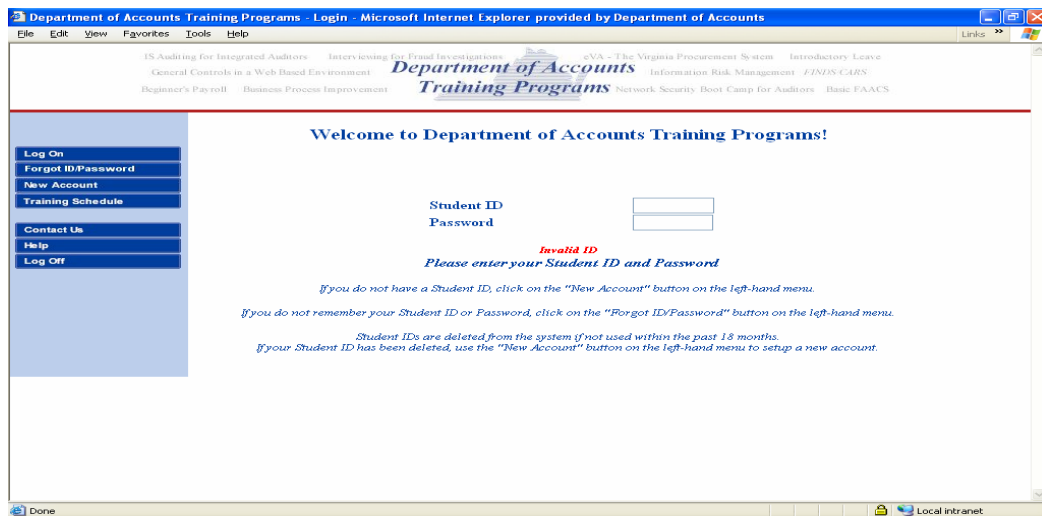 Department of Accounts Training Programs - Login - Microsoft Internet Explorer provided by Department of Accounts
File Edit View Favorites Tools Help
Links »
IS Auditing for Integrated Auditors Interviewing for Fraud Investigations eVA - The Virginia Procurement System Introductory Leave
General Controls in a Web Based Environment Department of Accounts Information Risk Management FINDS CARS
Beginner's Payroll Business Process Improvement Training Programs Network Security Boot Camp for Auditors Basic FAACS
Welcome to Department of Accounts Training Programs!
Log On
Forgot ID/Password
New Account
Training Schedule
Contact Us
Help
Log Off
Student ID
Password
Invalid ID
Please enter your Student ID and Password
If you do not have a Student ID, click on the "New Account" button on the left-hand menu.
If you do not remember your Student ID or Password, click on the "Forgot ID/Password" button on the left-hand menu.
Student IDs are deleted from the system if not used within the past 18 months.
If your Student ID has been deleted, use the "New Account" button on the left-hand menu to setup a new account.
Done
Local intranet